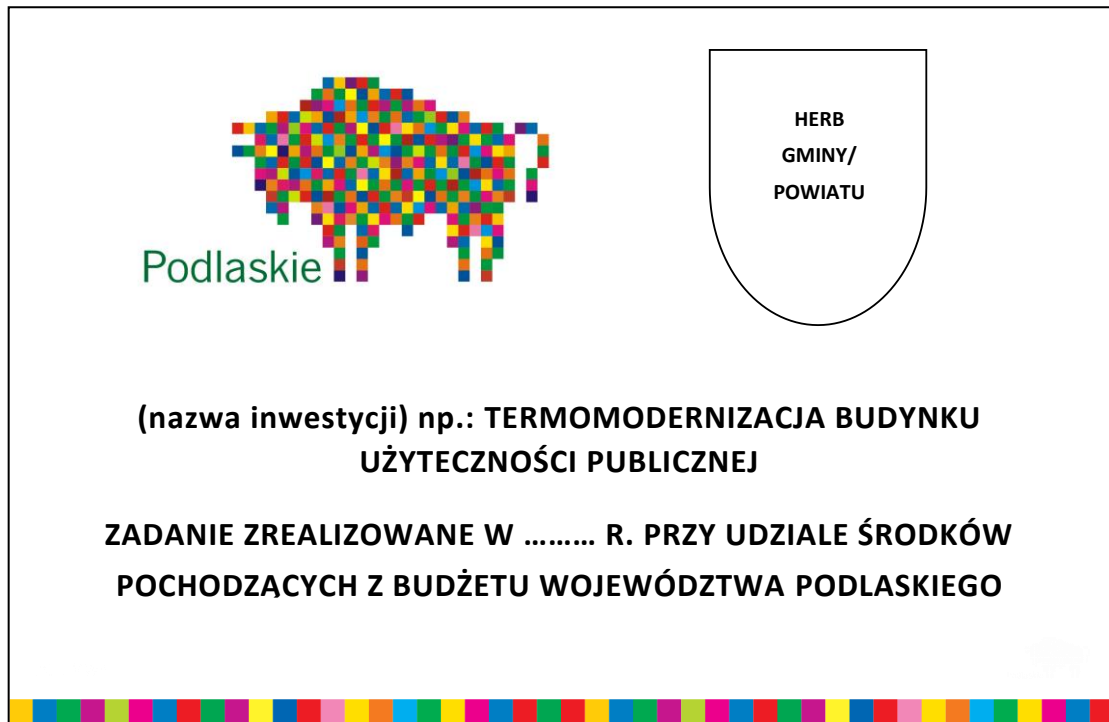 Podlaskie
HERB
GMINY/
POWIATU
(nazwa inwestycji) np.: TERMOMODERNIZACJA BUDYNKU
UŻYTECZNOŚCI PUBLICZNEJ
ZADANIE ZREALIZOWANE W ……… R. PRZY UDZIALE ŚRODKÓW
POCHODZĄCYCH Z BUDŻETU WOJEWÓDZTWA PODLASKIEGO